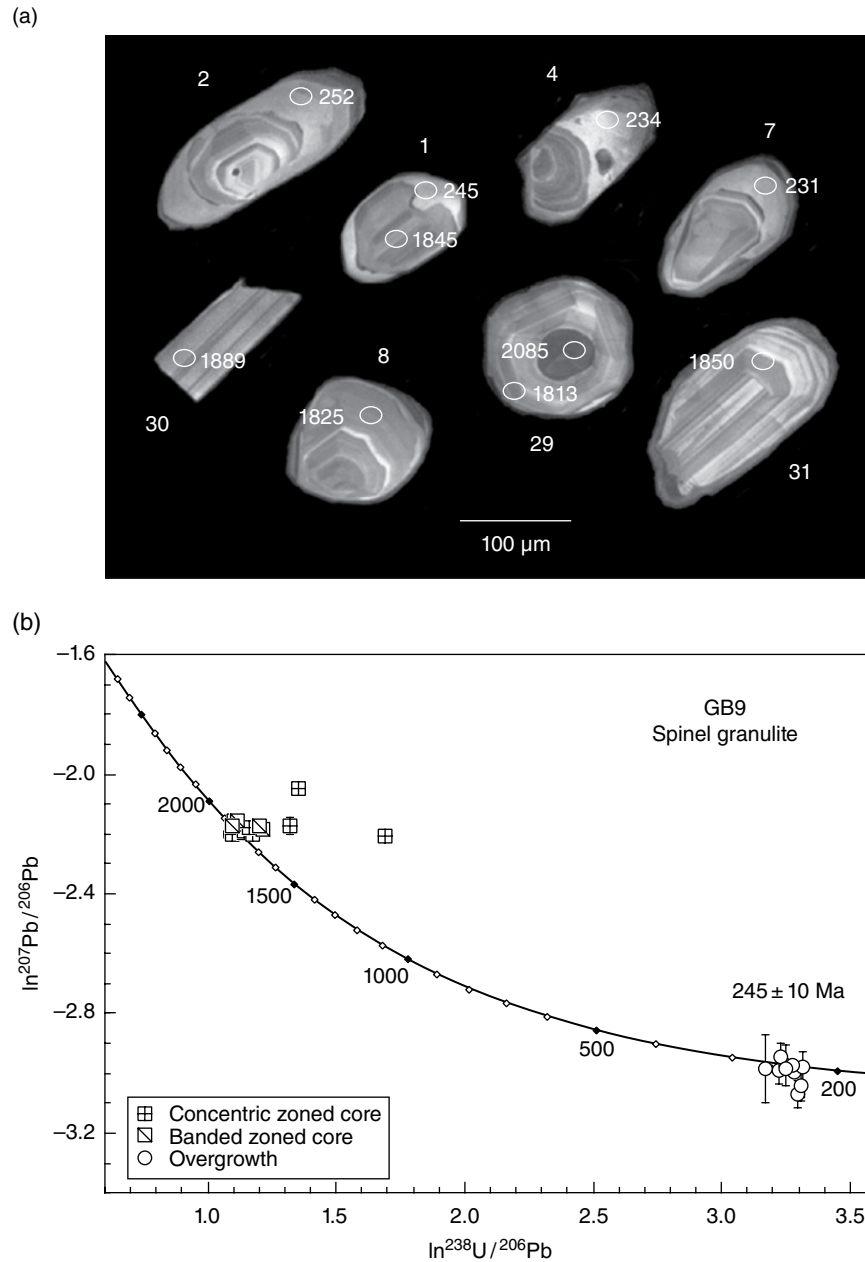 (a)
2
252
4
234
1
245
1845
7
231
1889
30
8
1825
2085
1813
29
1850
31
100 µm
(b)
−1.6
−2.0
−2.4
−2.8
−3.2
ln²⁰⁷Pb/²⁰⁶Pb
GB9
Spinel granulite
2000
1500
1000
500
200
245 ± 10 Ma
Concentric zoned core
Banded zoned core
Overgrowth
1.0 1.5 2.0 2.5 3.0 3.5
ln²³⁸U/²⁰⁶Pb